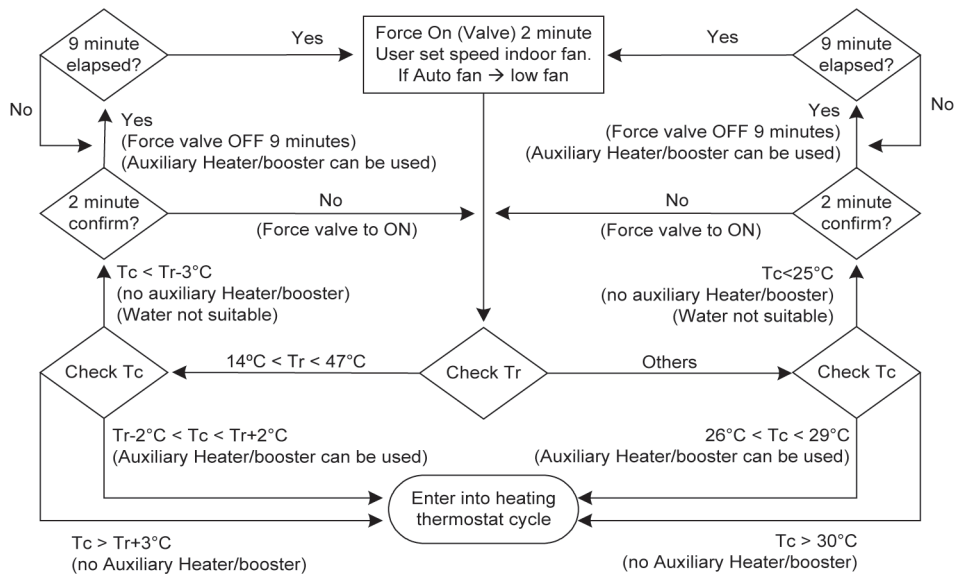 9 minute
elapsed?
Yes
Force On (Valve) 2 minute
User set speed indoor fan.
If Auto fan → low fan
Yes
9 minute
elapsed?
No
No
Yes
(Force valve OFF 9 minutes)
(Auxiliary Heater/booster can be used)
Yes
(Force valve OFF 9 minutes)
(Auxiliary Heater/booster can be used)
2 minute
confirm?
No
(Force valve to ON)
No
(Force valve to ON)
2 minute
confirm?
Tc < Tr-3°C
(no auxiliary Heater/booster)
(Water not suitable)
Tc<25°C
(no auxiliary Heater/booster)
(Water not suitable)
Check Tc
14ºC < Tr < 47°C
Check Tr
Others
Check Tc
Tr-2°C < Tc < Tr+2°C
(Auxiliary Heater/booster can be used)
26°C < Tc < 29°C
(Auxiliary Heater/booster can be used)
Enter into heating
thermostat cycle
Tc > Tr+3°C
(no Auxiliary Heater/booster)
Tc > 30°C
(no Auxiliary Heater/booster)